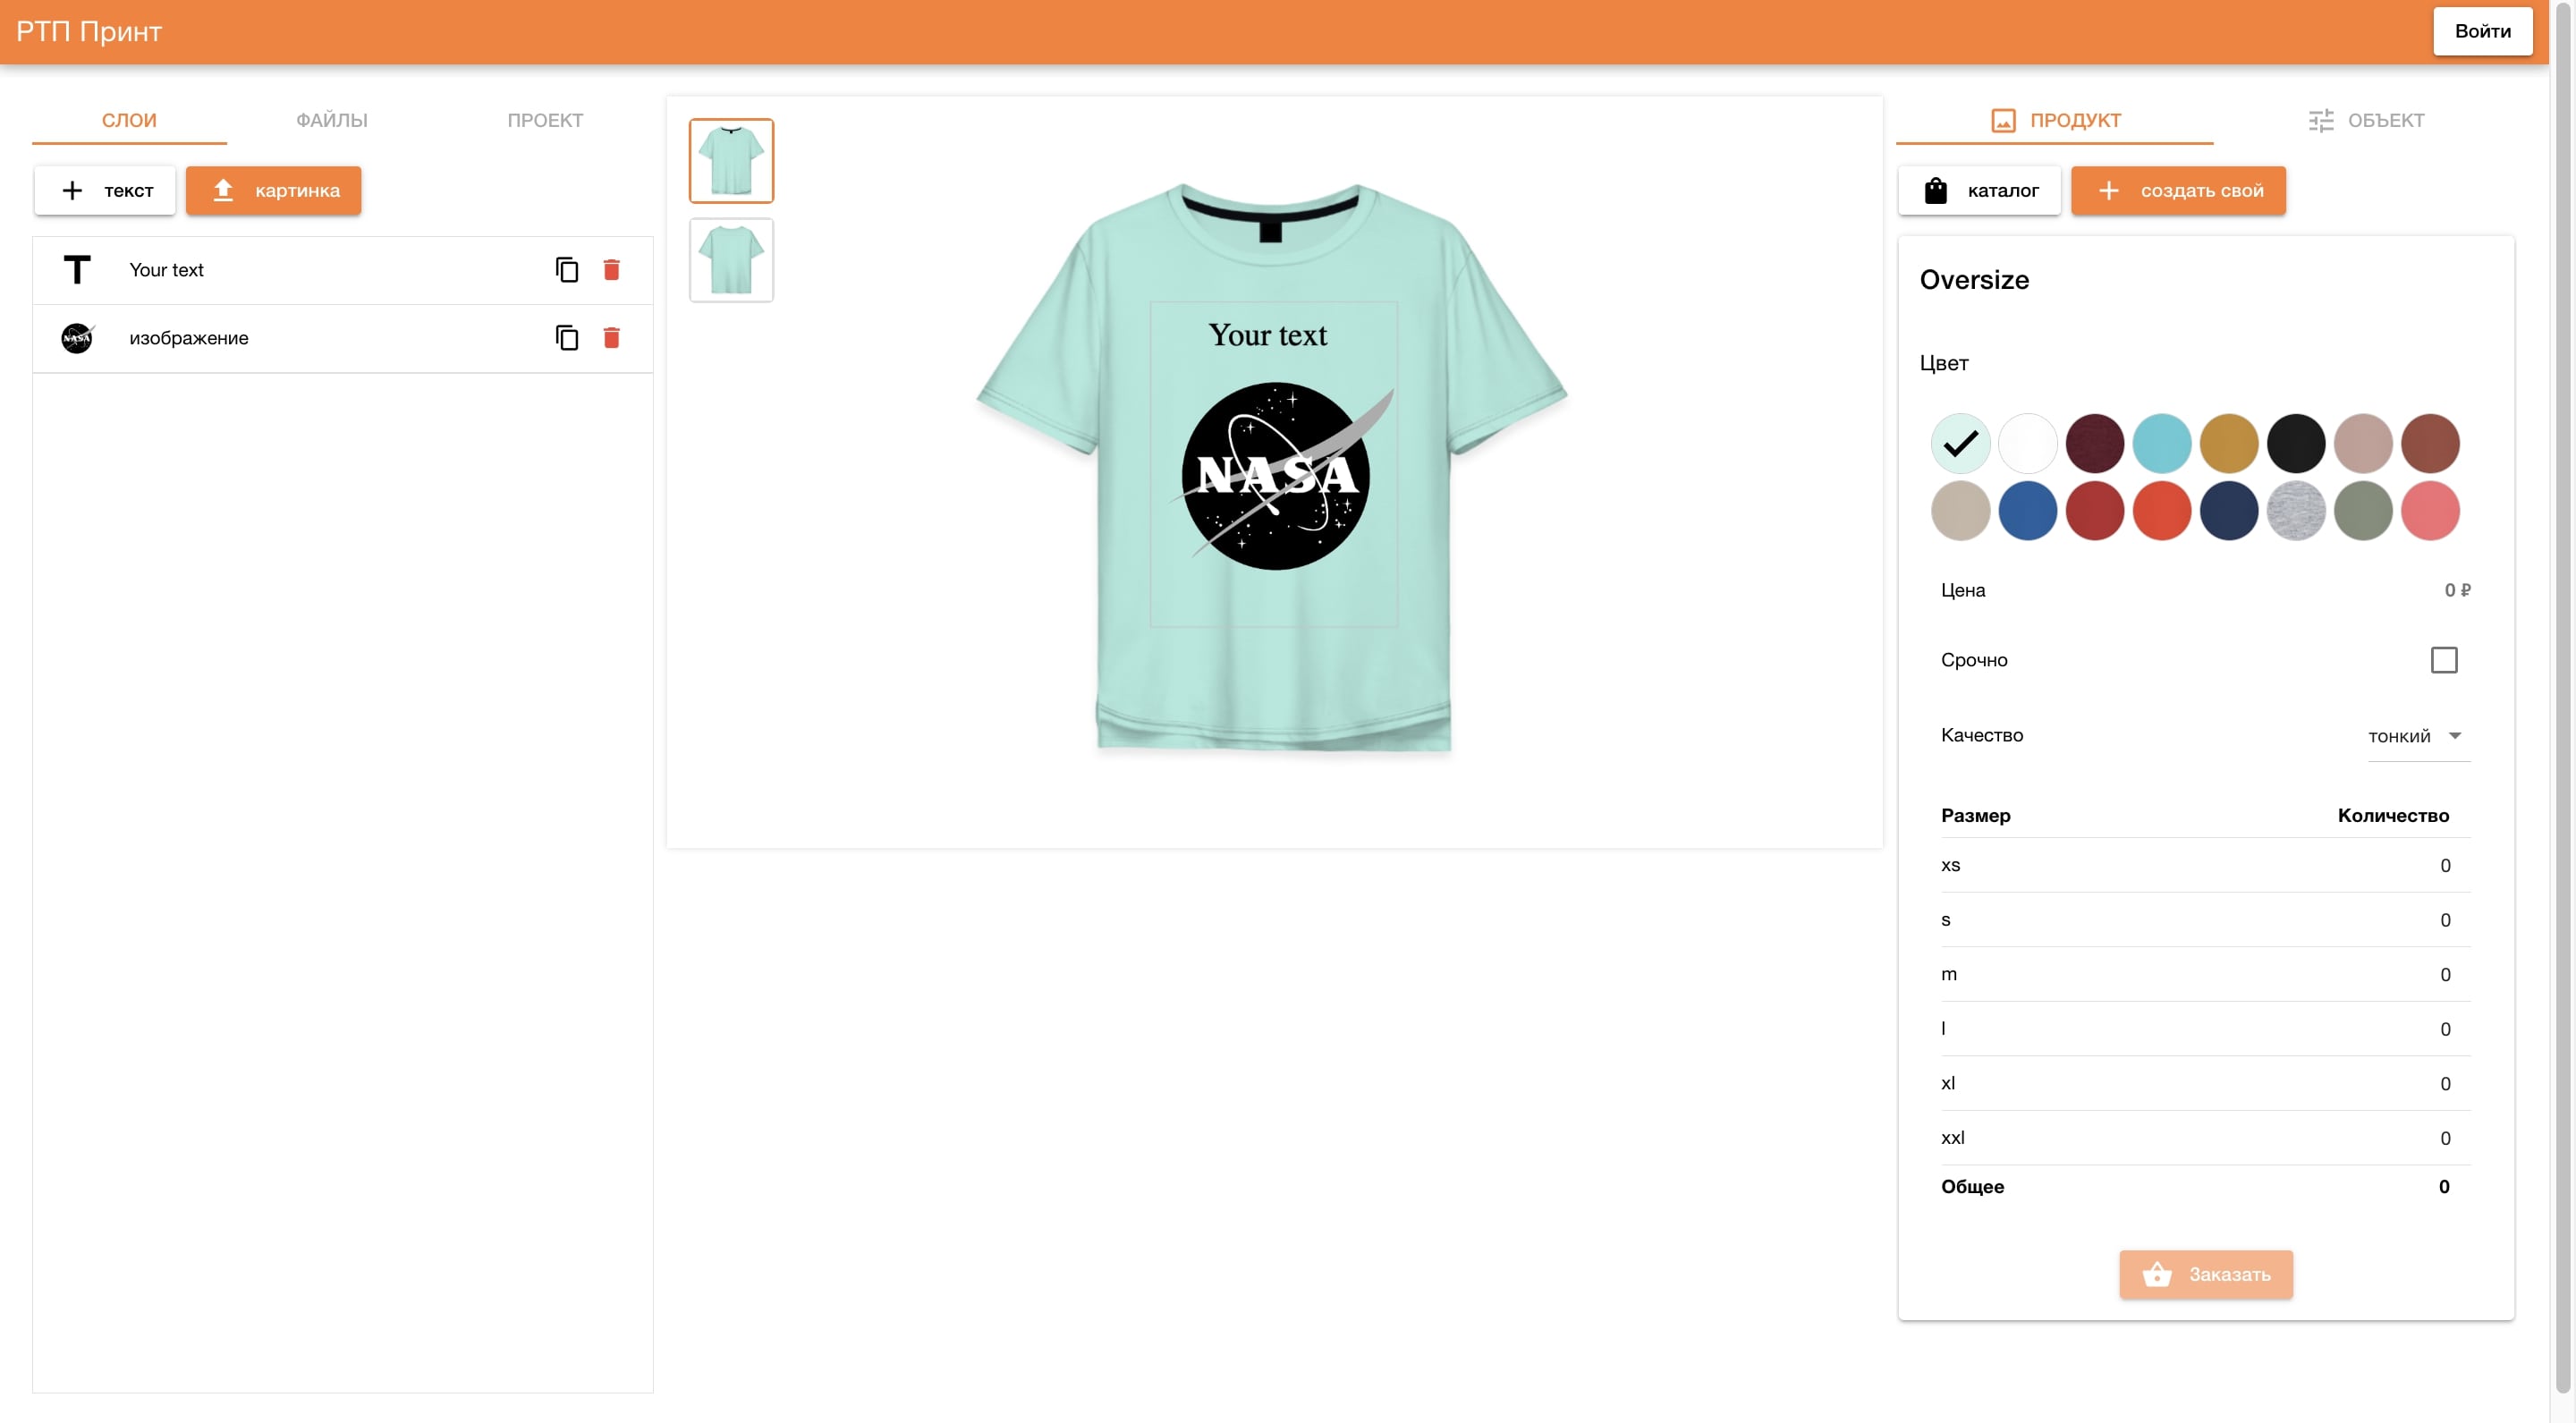 РТП Принт
Войти
СЛОИ
ФАЙЛЫ
ПРОЕКТ
текст
картинка
Your text
изображение
Your text
NASA
ПРОДУКТ
ОБЪЕКТ
каталог
создать свой
Oversize
Цвет
Цена 0 ₽
Срочно
Качество тонкий
Размер Количество
xs 0
s 0
m 0
l 0
xl 0
xxl 0
Общее 0
Заказать